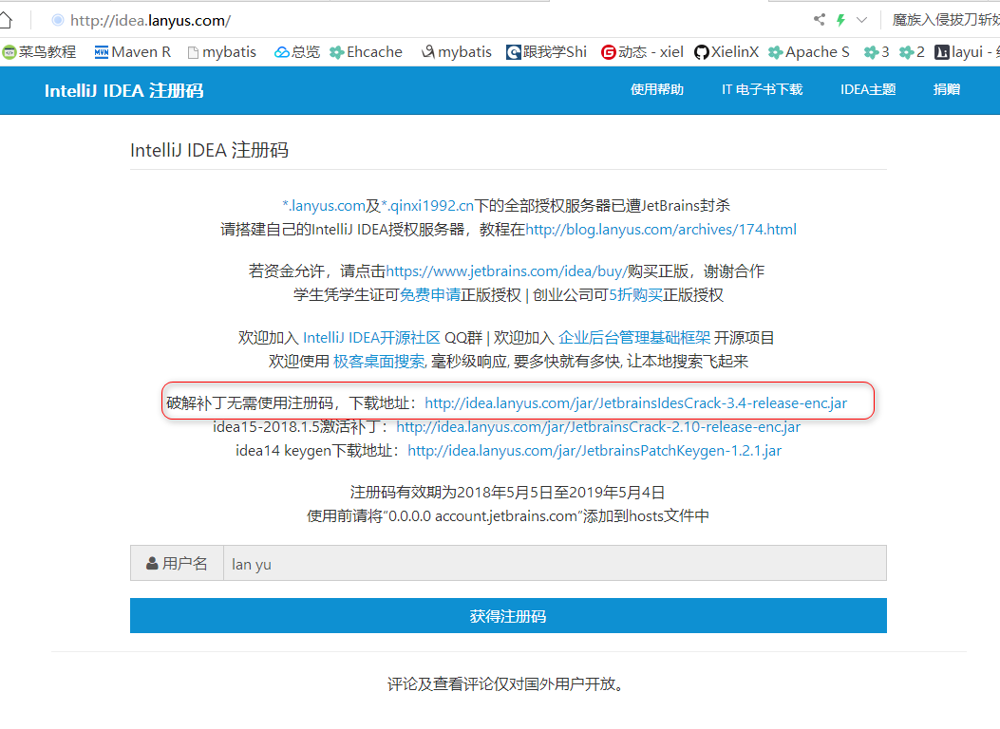 http://idea.lanyus.com/
魔族入侵拔刀斩妖
菜鸟教程 Maven R mybatis 总览 Ehcache mybatis 跟我学Shi 动态 - xiel XielinX Apache S 3 2 layui -
IntelliJ IDEA 注册码 使用帮助 IT 电子书下载 IDEA主题 捐赠
IntelliJ IDEA 注册码
*.lanyus.com及*.qinxi1992.cn下的全部授权服务器已遭JetBrains封杀
请搭建自己的IntelliJ IDEA授权服务器，教程在http://blog.lanyus.com/archives/174.html
若资金允许，请点击https://www.jetbrains.com/idea/buy/购买正版，谢谢合作
学生凭学生证可免费申请正版授权 | 创业公司可5折购买正版授权
欢迎加入 IntelliJ IDEA开源社区 QQ群 | 欢迎加入 企业后台管理基础框架 开源项目
欢迎使用 极客桌面搜索, 毫秒级响应, 要多快就有多快, 让本地搜索飞起来
破解补丁无需使用注册码，下载地址：http://idea.lanyus.com/jar/JetbrainsIdesCrack-3.4-release-enc.jar
idea15-2018.1.5激活补丁：http://idea.lanyus.com/jar/JetbrainsCrack-2.10-release-enc.jar
idea14 keygen下载地址：http://idea.lanyus.com/jar/JetbrainsPatchKeygen-1.2.1.jar
注册码有效期为2018年5月5日至2019年5月4日
使用前请将“0.0.0.0 account.jetbrains.com”添加到hosts文件中
用户名 lan yu
获得注册码
评论及查看评论仅对国外用户开放。